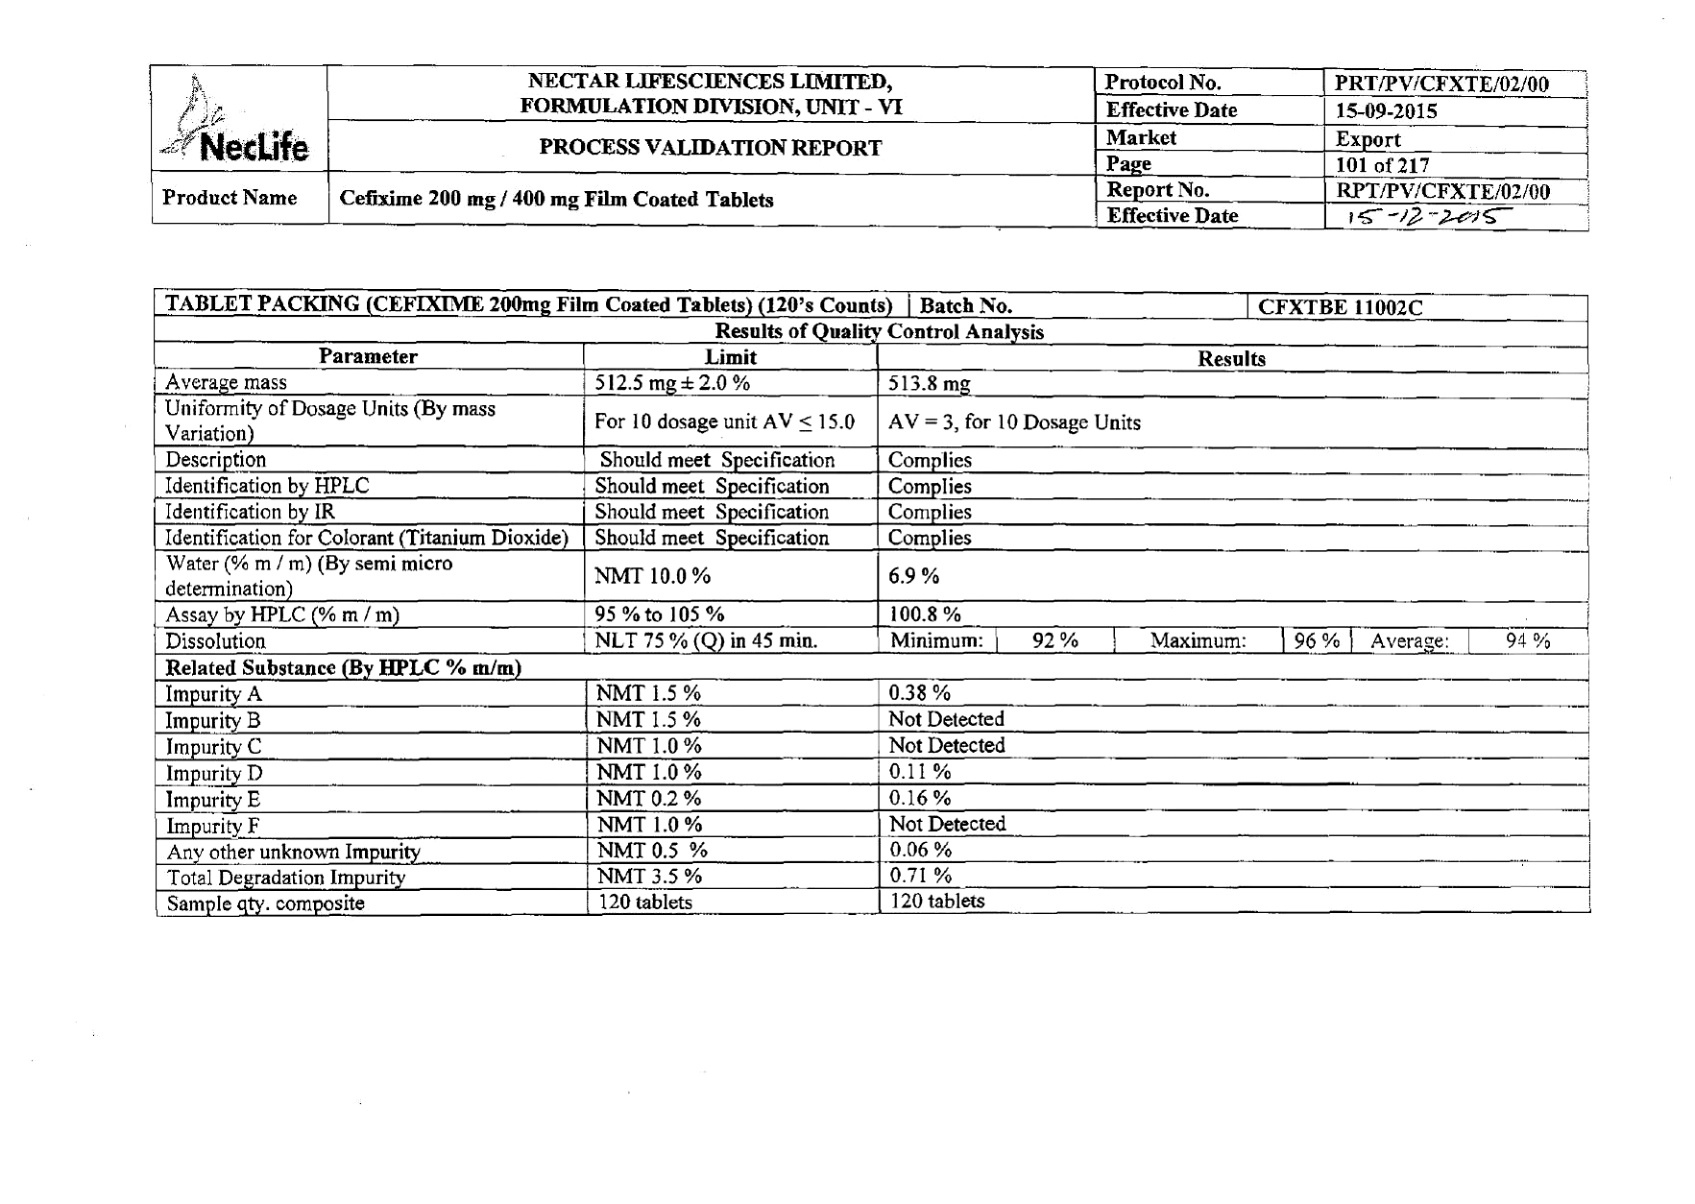 NecLife
NECTAR LIFESCIENCES LIMITED,
FORMULATION DIVISION, UNIT - VI
PROCESS VALIDATION REPORT
Protocol No. PRT/PV/CFXTE/02/00
Effective Date 15-09-2015
Market Export
Page 101 of 217
Product Name Cefixime 200 mg / 400 mg Film Coated Tablets
Report No. RPT/PV/CFXTE/02/00
Effective Date 15-12-2015
TABLET PACKING (CEFIXIME 200mg Film Coated Tablets) (120's Counts) Batch No. CFXTBE 11002C
Results of Quality Control Analysis
Parameter Limit Results
Average mass 512.5 mg ± 2.0 % 513.8 mg
Uniformity of Dosage Units (By mass
Variation) For 10 dosage unit AV ≤ 15.0 AV = 3, for 10 Dosage Units
Description Should meet Specification Complies
Identification by HPLC Should meet Specification Complies
Identification by IR Should meet Specification Complies
Identification for Colorant (Titanium Dioxide) Should meet Specification Complies
Water (% m / m) (By semi micro
determination) NMT 10.0 % 6.9 %
Assay by HPLC (% m / m) 95 % to 105 % 100.8 %
Dissolution NLT 75 % (Q) in 45 min. Minimum: 92 % Maximum: 96 % Average: 94 %
Related Substance (By HPLC % m/m)
Impurity A NMT 1.5 % 0.38 %
Impurity B NMT 1.5 % Not Detected
Impurity C NMT 1.0 % Not Detected
Impurity D NMT 1.0 % 0.11 %
Impurity E NMT 0.2 % 0.16 %
Impurity F NMT 1.0 % Not Detected
Any other unknown Impurity NMT 0.5 % 0.06 %
Total Degradation Impurity NMT 3.5 % 0.71 %
Sample qty. composite 120 tablets 120 tablets